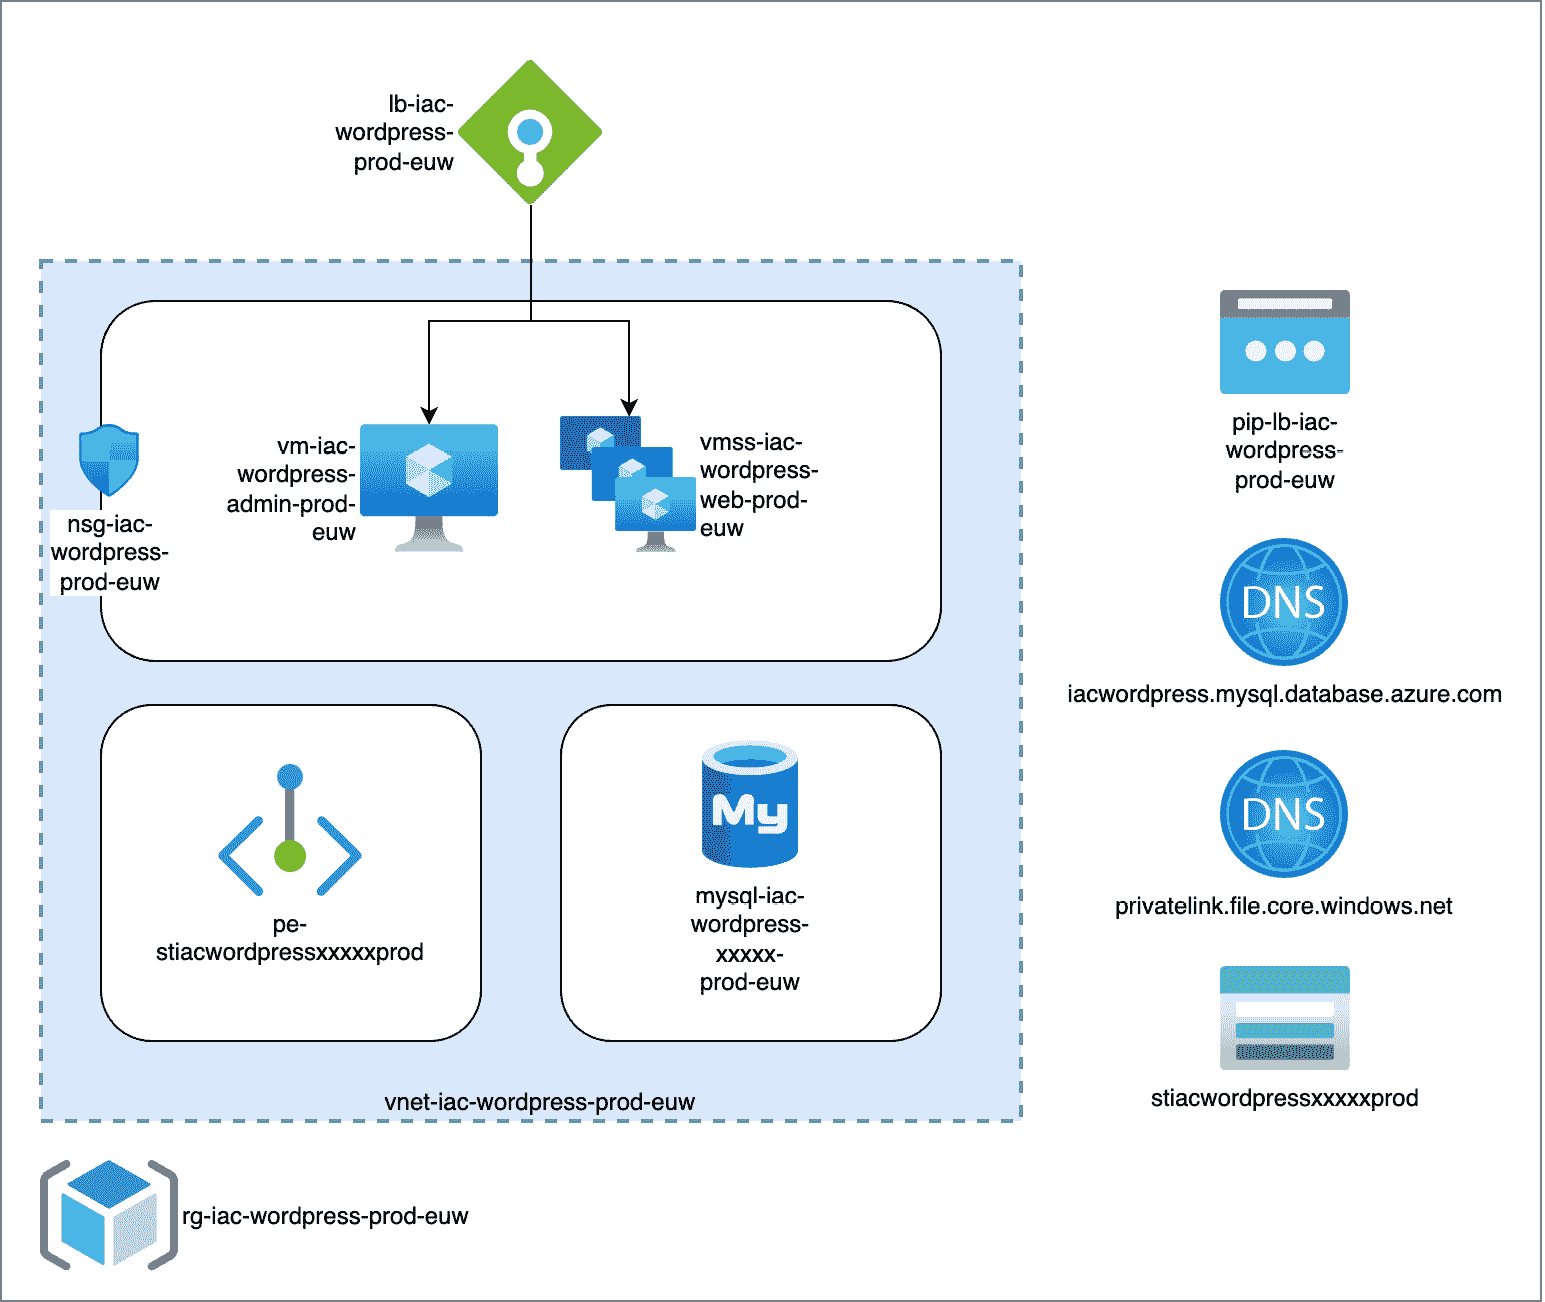 lb-iac-
wordpress-
prod-euw
vm-iac-
wordpress-
admin-prod-
euw
vmss-iac-
wordpress-
web-prod-
euw
nsg-iac-
wordpress-
prod-euw
pe-
stiacwordpressxxxxxprod
My
mysql-iac-
wordpress-
xxxxx-
prod-euw
vnet-iac-wordpress-prod-euw
rg-iac-wordpress-prod-euw
pip-lb-iac-
wordpress-
prod-euw
DNS
iacwordpress.mysql.database.azure.com
DNS
privatelink.file.core.windows.net
stiacwordpressxxxxxprod